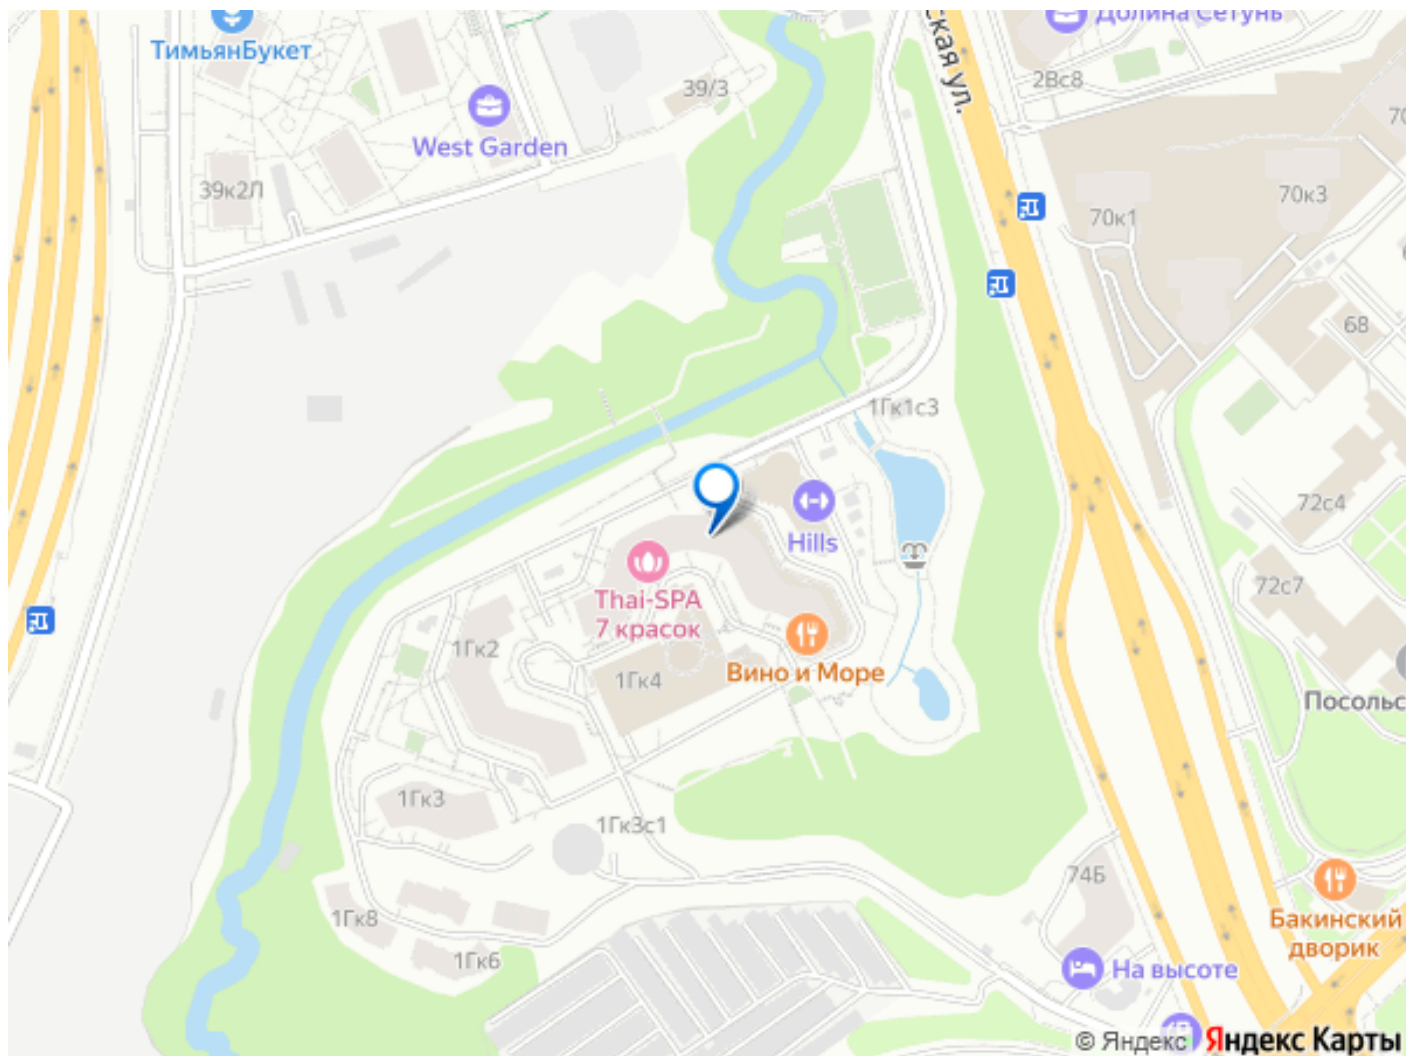 Долина Сетунь
ТимьянБукет
ская ул.
2Вс8
39/3
West Garden
39к2Л
70к3
70к1
68
1Гк1с3
72с4
Hills
72с7
Thai-SPA
7 красок
1Гк2
1Гк4
Вино и Море
Посольс
1Гк3
1Гк3с1
74Б
1Гк8
Бакинский
дворик
1Гк6
На высоте
© Яндекс Яндекс Карты